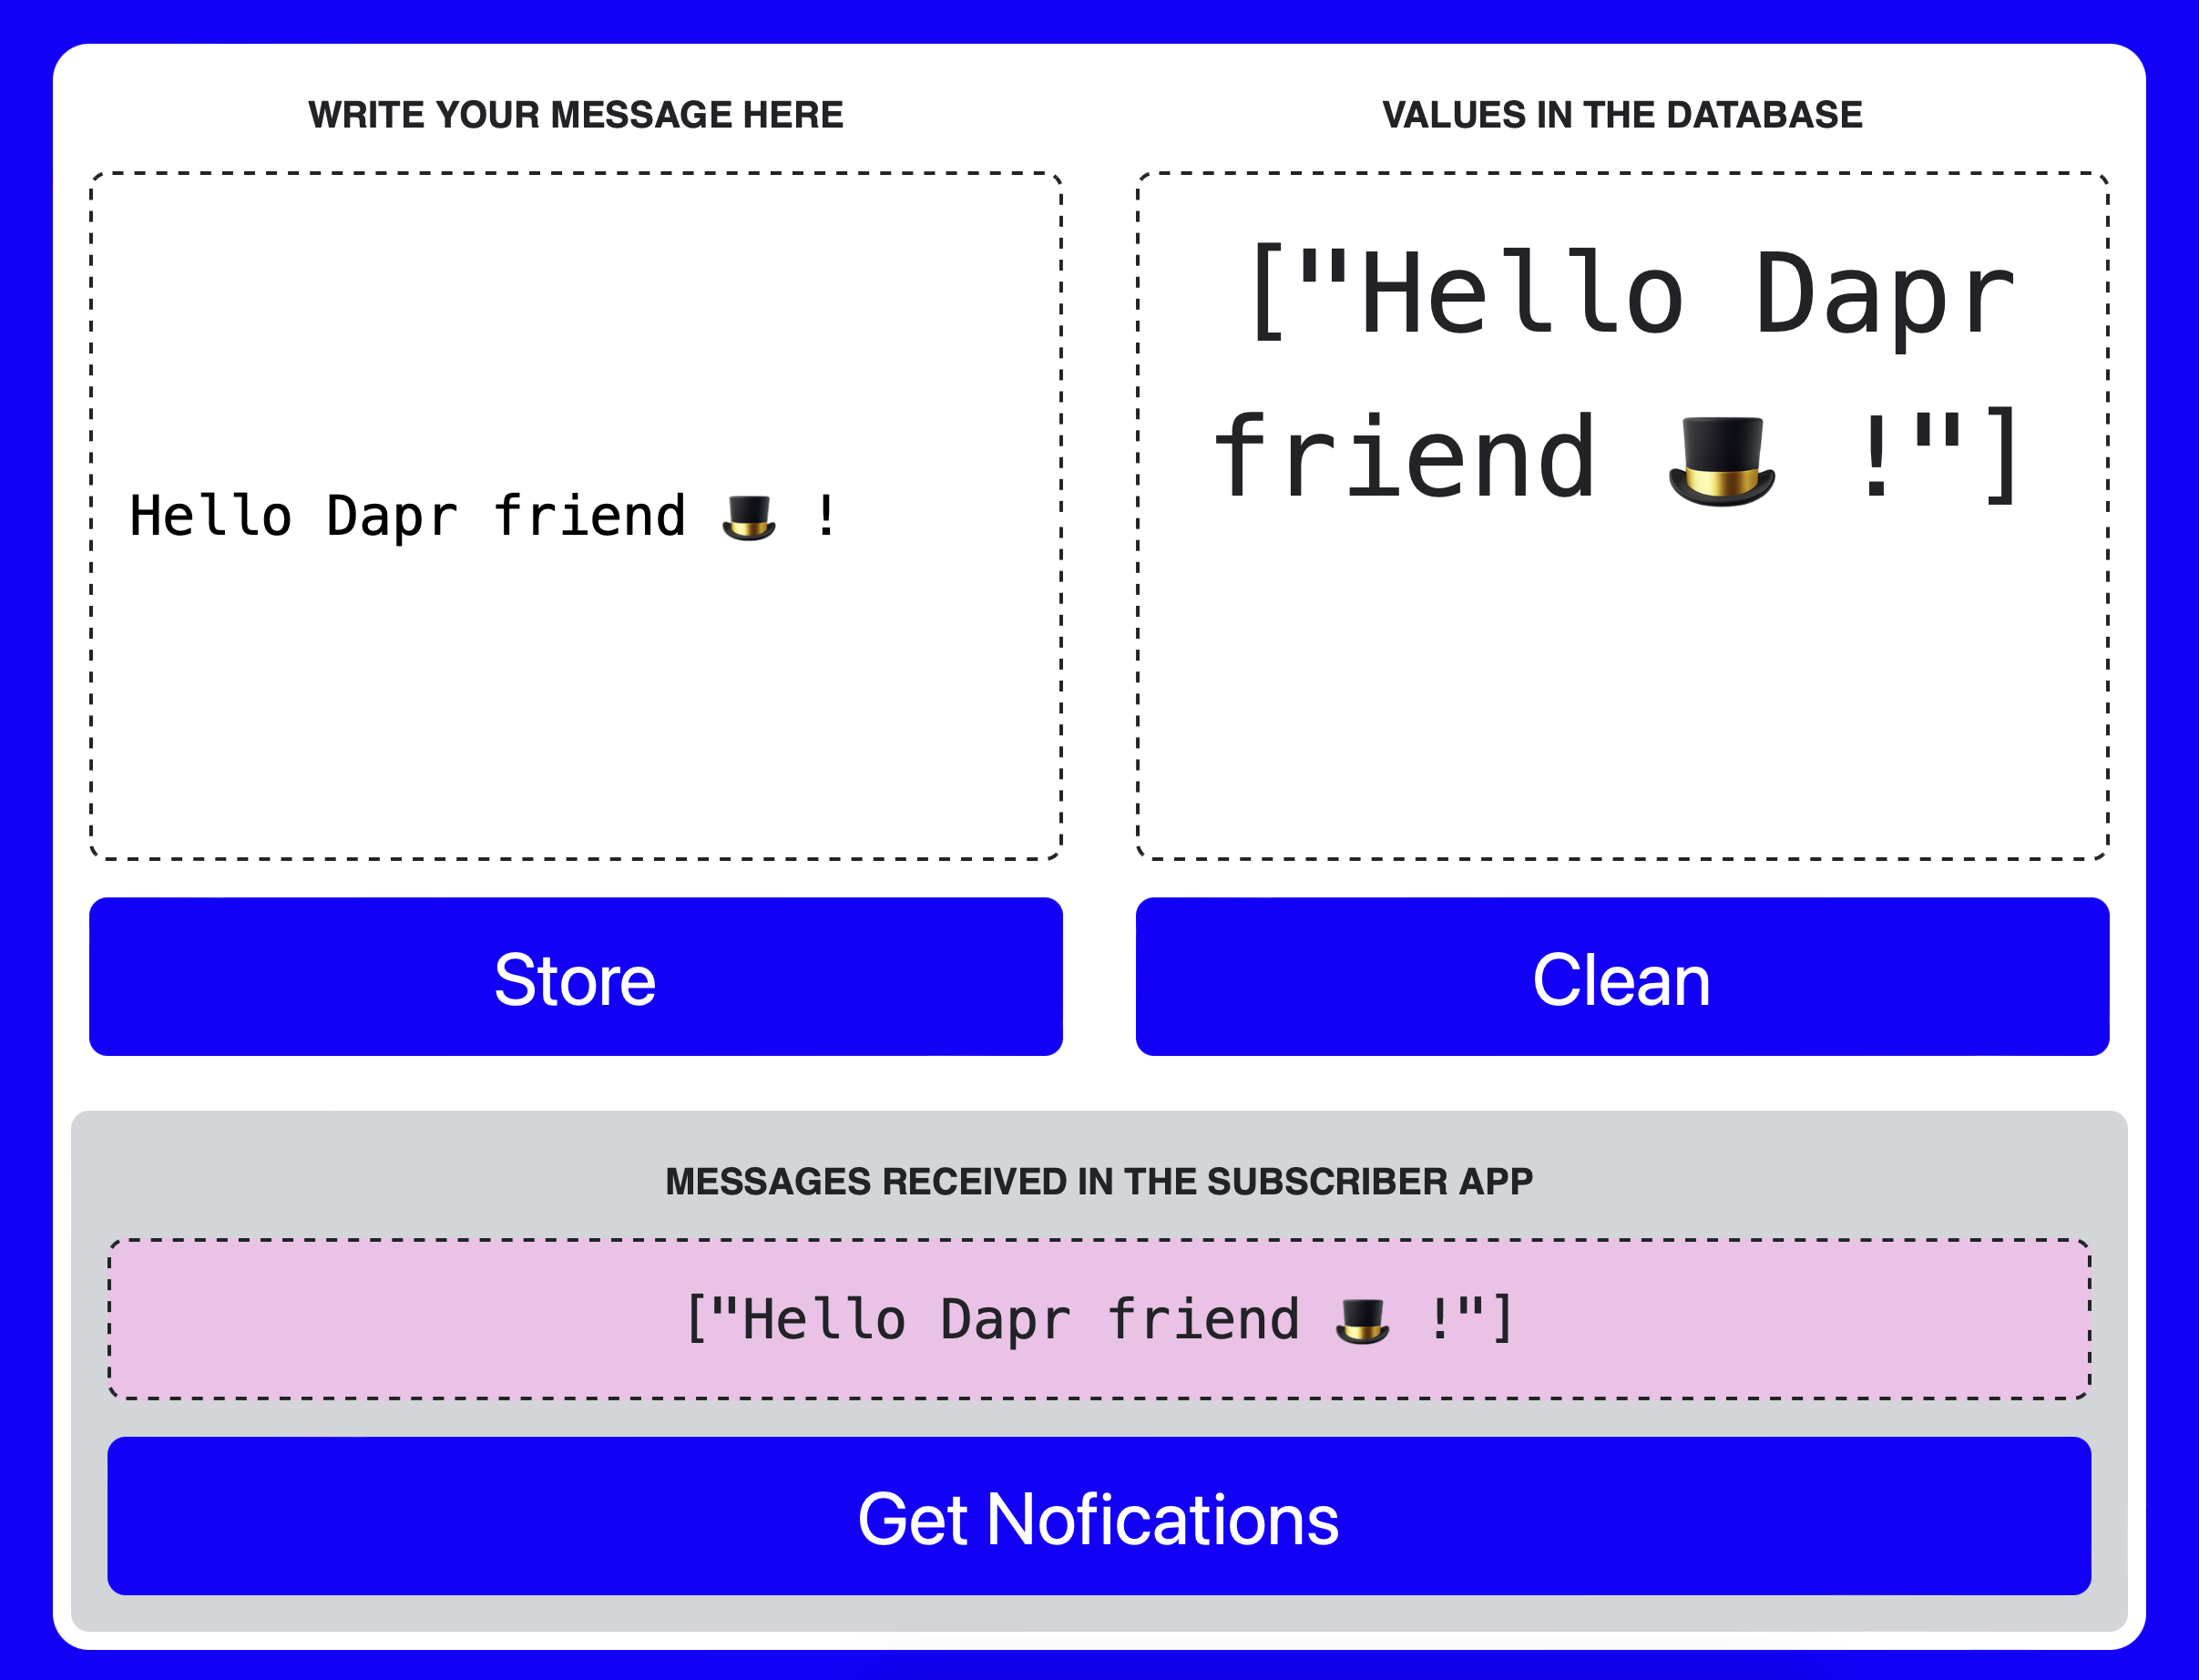 WRITE YOUR MESSAGE HERE
Hello Dapr friend 🎩 !
Store
VALUES IN THE DATABASE
["Hello Dapr
friend 🎩 !"]
Clean
MESSAGES RECEIVED IN THE SUBSCRIBER APP
["Hello Dapr friend 🎩 !"]
Get Nofications